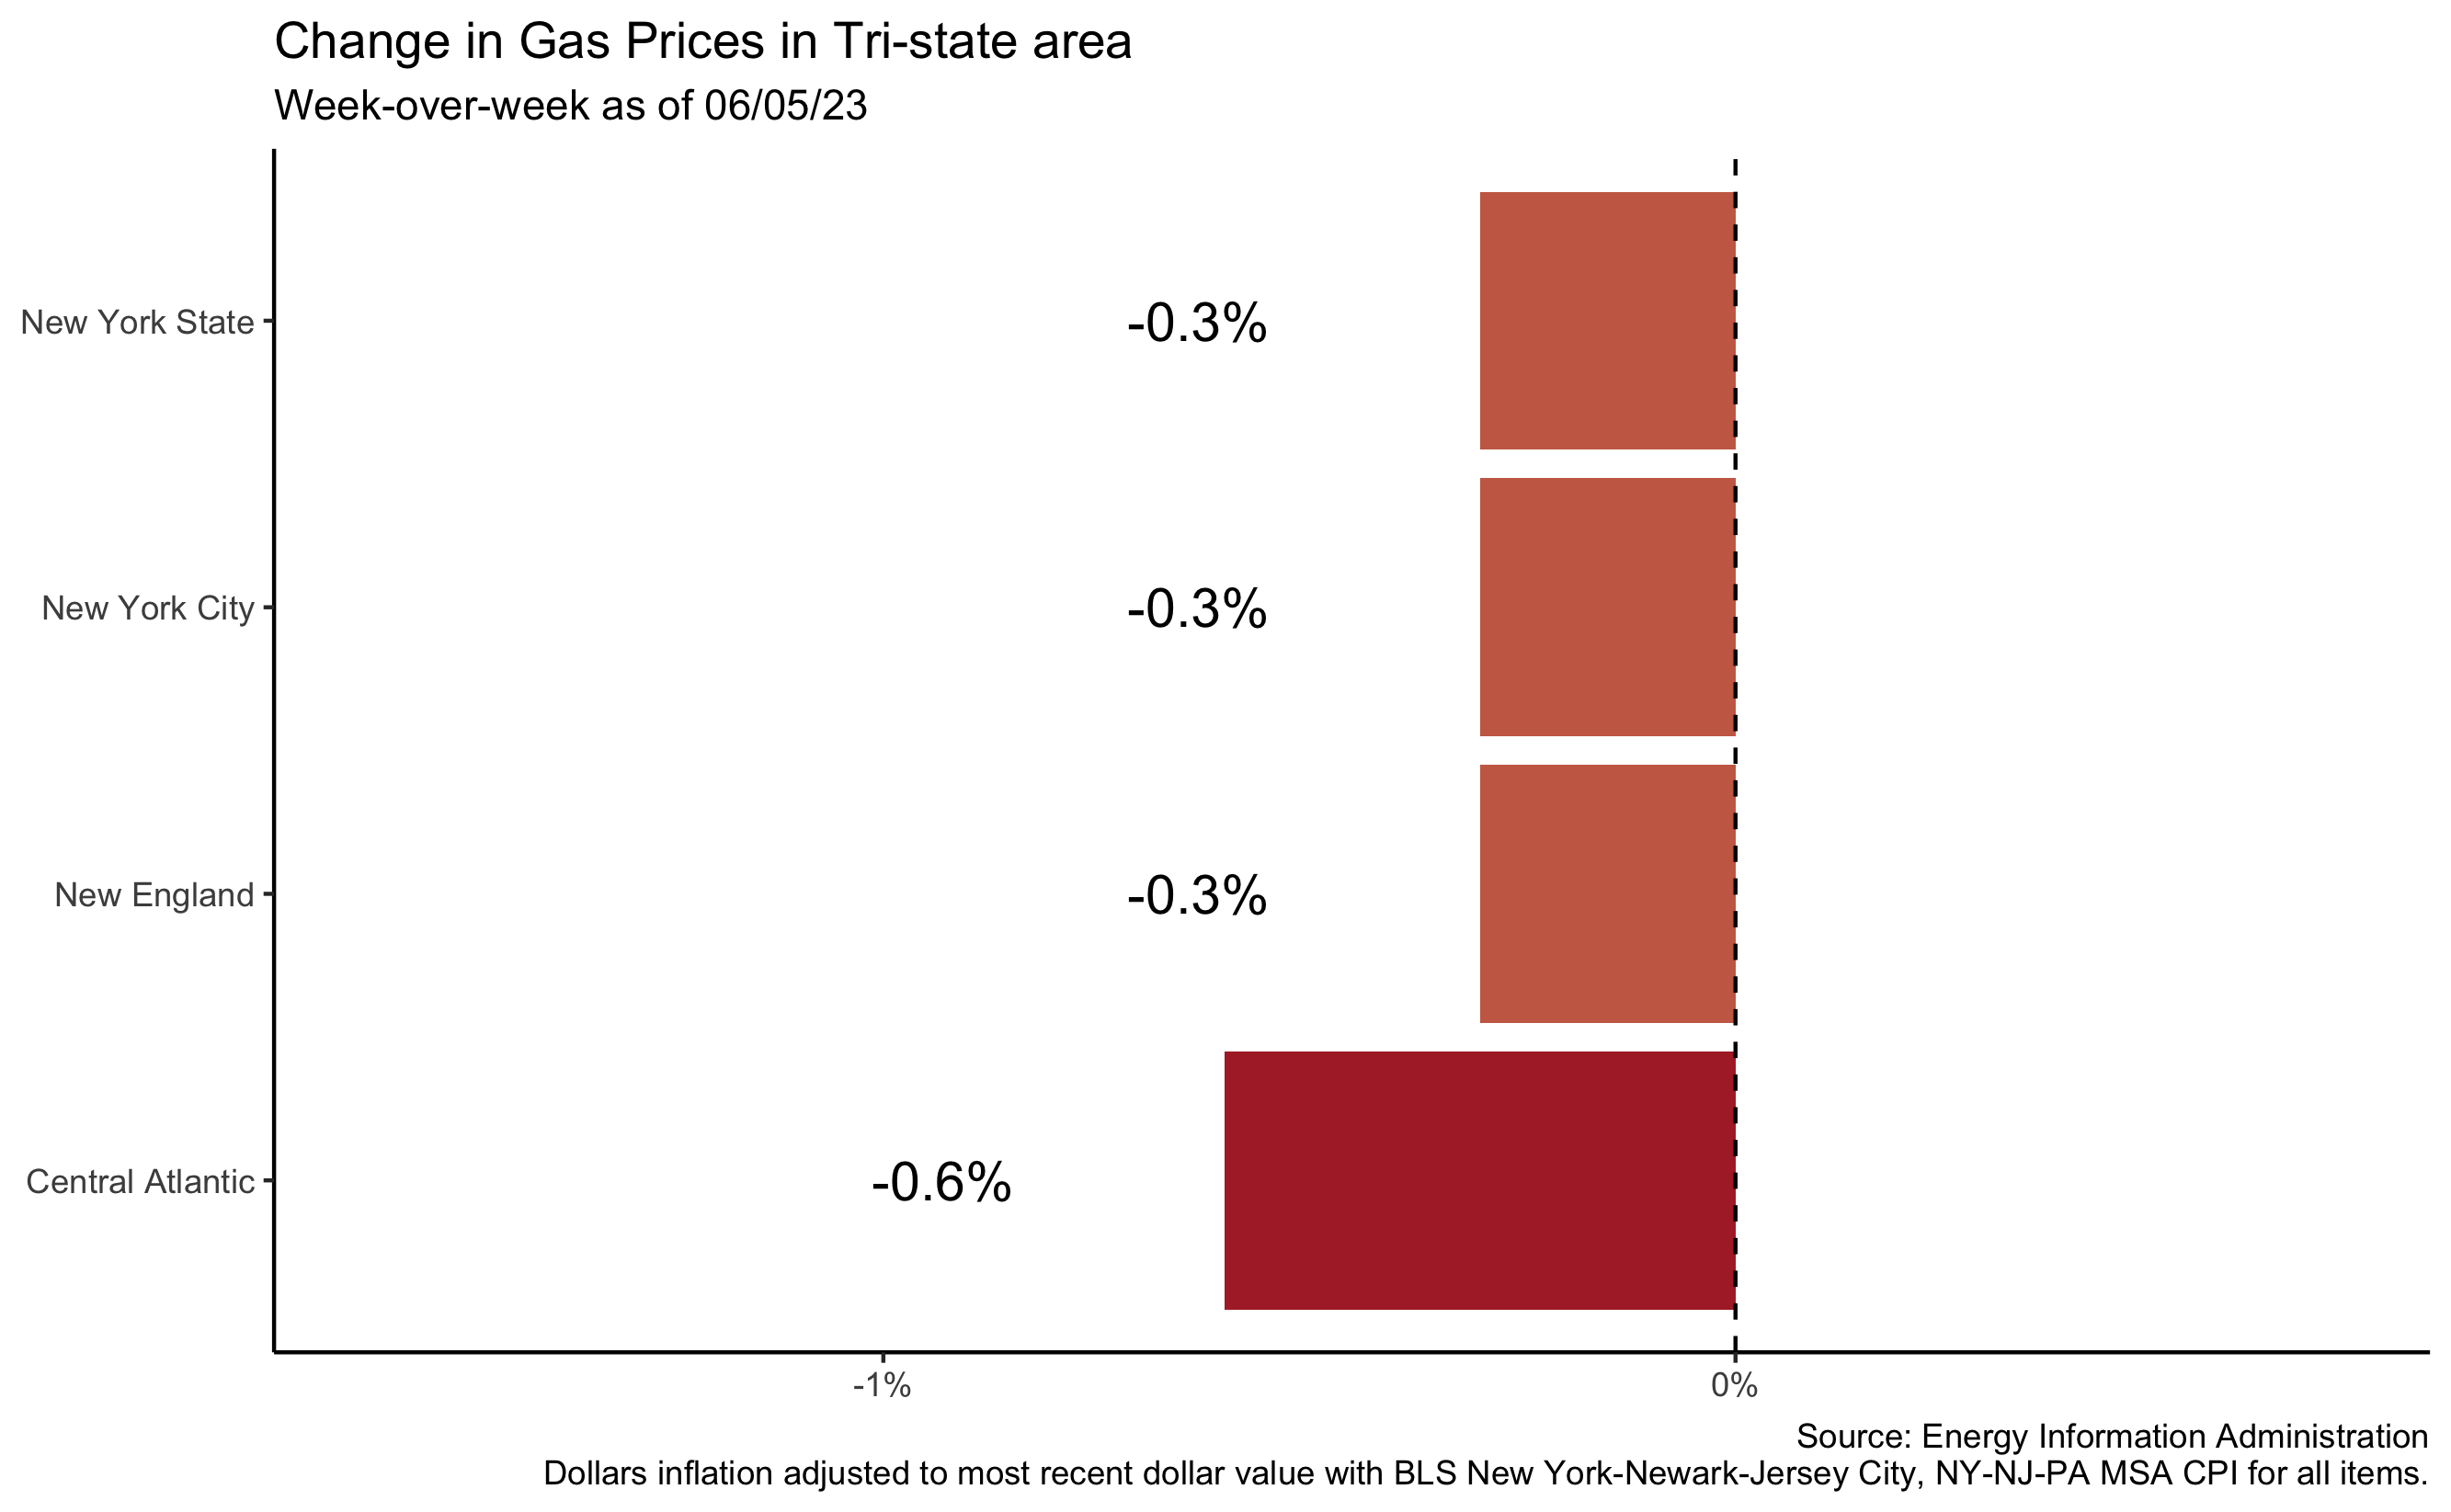 Change in Gas Prices in Tri-state area
Week-over-week as of 06/05/23
New York State
-0.3%
New York City
-0.3%
New England
-0.3%
Central Atlantic
-0.6%
-1%
0%
Source: Energy Information Administration
Dollars inflation adjusted to most recent dollar value with BLS New York-Newark-Jersey City, NY-NJ-PA MSA CPI for all items.